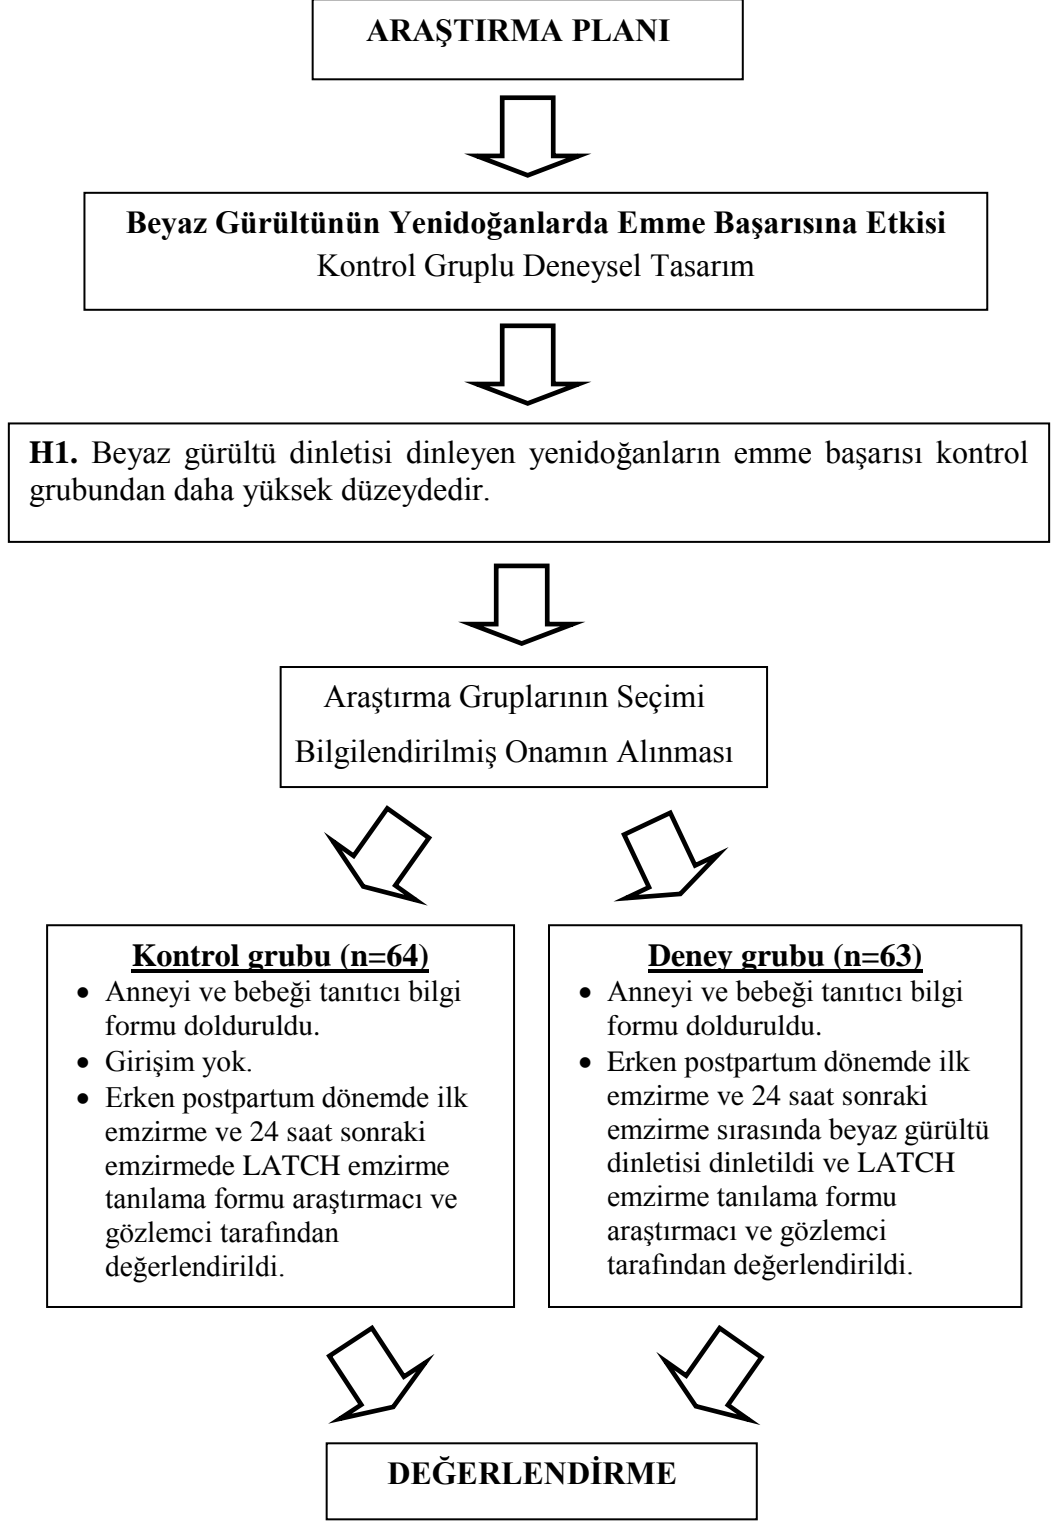 ARAŞTIRMA PLANI
Beyaz Gürültünün Yenidoğanlarda Emme Başarısına Etkisi
Kontrol Gruplu Deneysel Tasarım
H1. Beyaz gürültü dinletisi dinleyen yenidoğanların emme başarısı kontrol
grubundan daha yüksek düzeydedir.
Araştırma Gruplarının Seçimi
Bilgilendirilmiş Onamın Alınması
Kontrol grubu (n=64)
• Anneyi ve bebeği tanıtıcı bilgi
formu dolduruldu.
• Girişim yok.
• Erken postpartum dönemde ilk
emzirme ve 24 saat sonraki
emzirmede LATCH emzirme
tanılama formu araştırmacı ve
gözlemci tarafından
değerlendirildi.
Deney grubu (n=63)
• Anneyi ve bebeği tanıtıcı bilgi
formu dolduruldu.
• Erken postpartum dönemde ilk
emzirme ve 24 saat sonraki
emzirme sırasında beyaz gürültü
dinletisi dinletildi ve LATCH
emzirme tanılama formu
araştırmacı ve gözlemci
tarafından değerlendirildi.
DEĞERLENDİRME